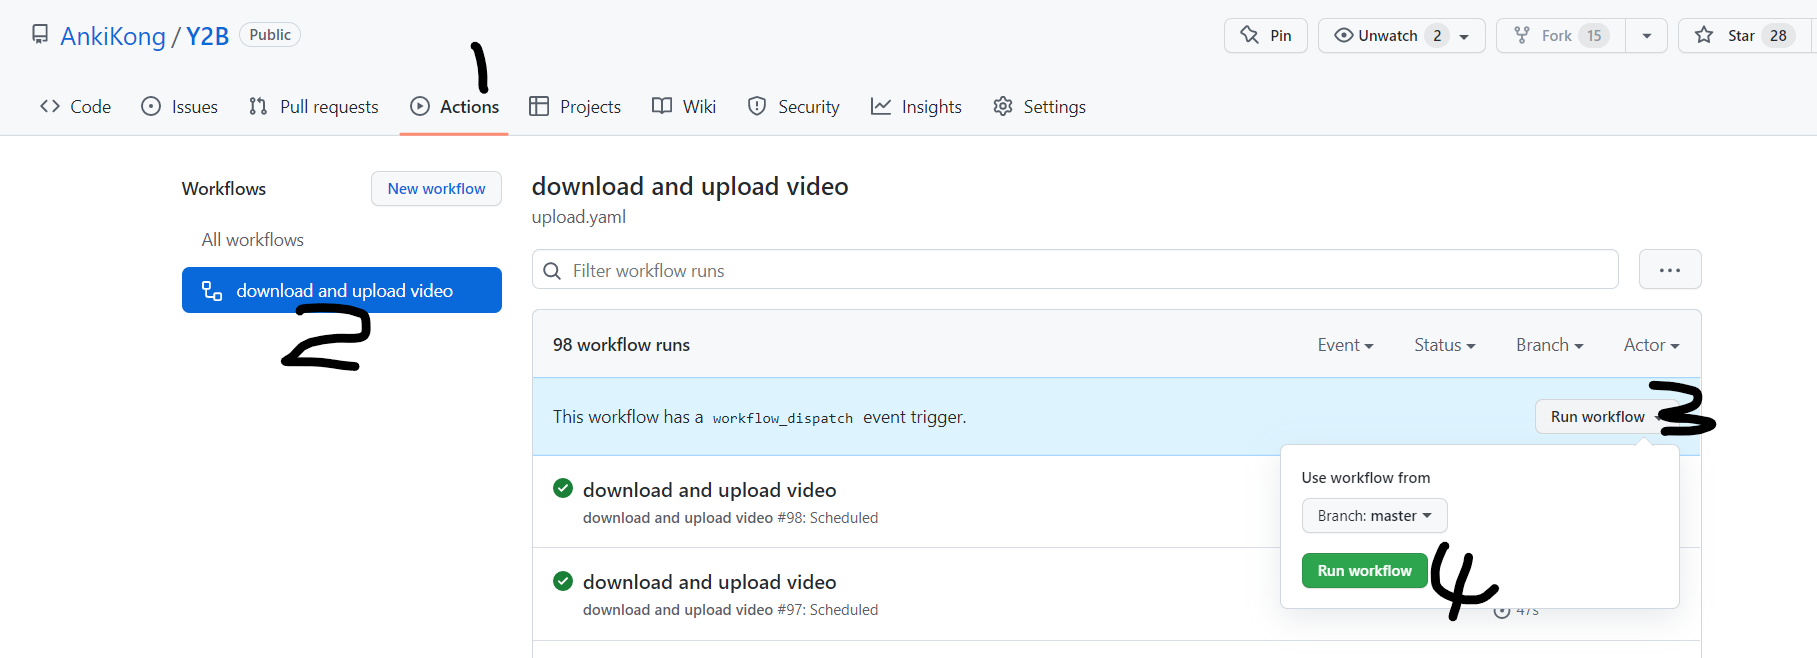 AnkiKong / Y2B Public
Pin
Unwatch 2
Fork 15
Star 28
1
Code
Issues
Pull requests
Actions
Projects
Wiki
Security
Insights
Settings
Workflows
New workflow
All workflows
download and upload video
2
download and upload video
upload.yaml
Filter workflow runs
...
98 workflow runs
Event
Status
Branch
Actor
This workflow has a workflow_dispatch event trigger.
Run workflow
3
Use workflow from
Branch: master
Run workflow
4
download and upload video
download and upload video #98: Scheduled
download and upload video
download and upload video #97: Scheduled
47s